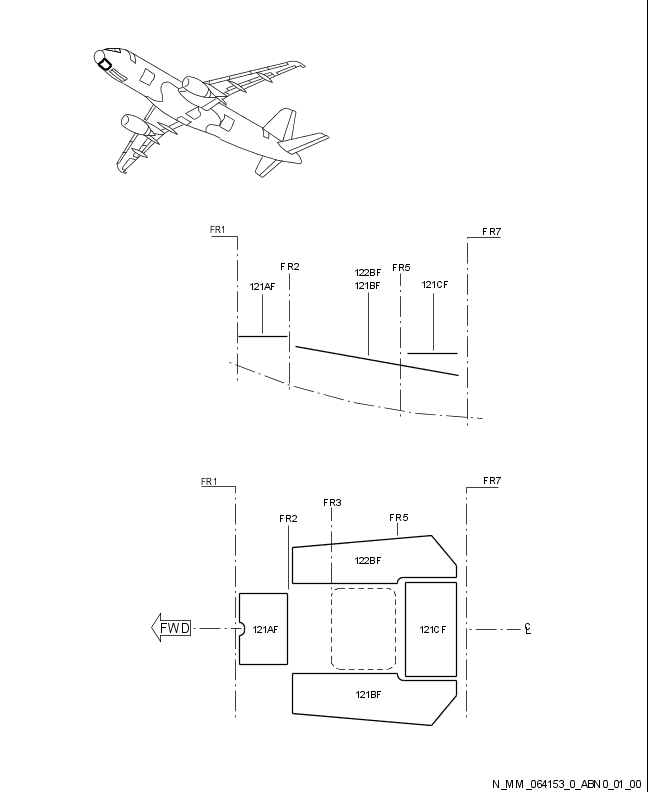 FR1
FR7
FR2
122BF
FR5
121AF
121BF
121CF
FR1
FR7
FR3
FR2
FR5
122BF
FWD
121AF
121CF
℄
121BF
N_MM_064153_0_ABN0_01_00